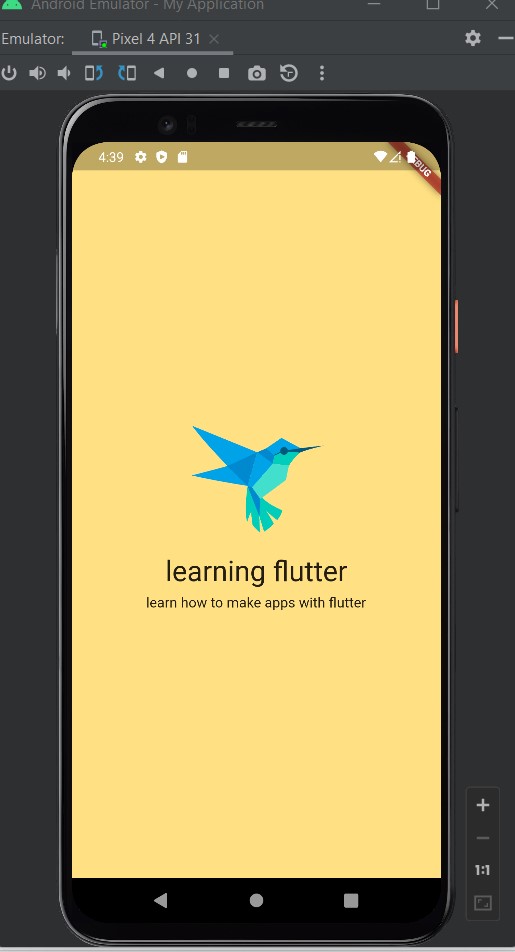 Android Emulator - My Application
Emulator:
Pixel 4 API 31
4:39
BUG
learning flutter
learn how to make apps with flutter
1:1